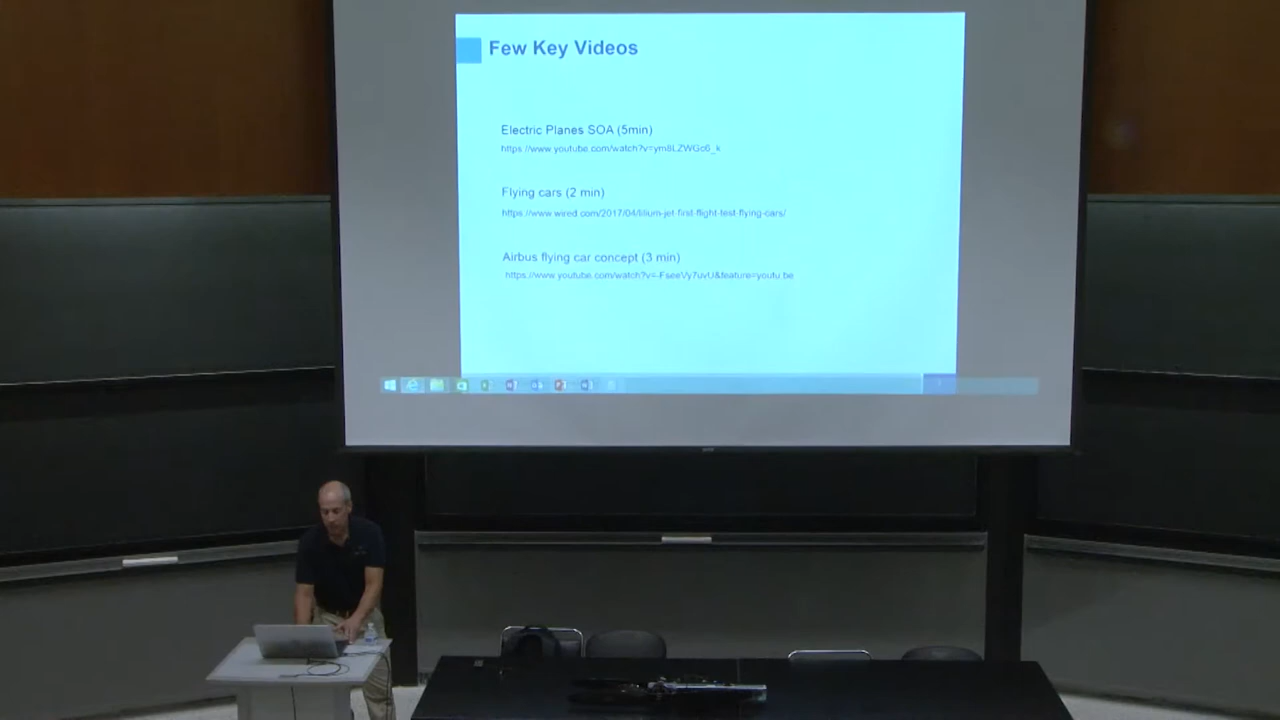 Few Key Videos
Electric Planes SOA (5min)
https://www.youtube.com/watch?v=ym8LZWGo6_k
Flying cars (2 min)
https://www.wired.com/2017/04/lilium-jet-first-flight-test-flying-cars/
Airbus flying car concept (3 min)
https://www.youtube.com/watch?v=-FseeVy7uvU&feature=youtu.be